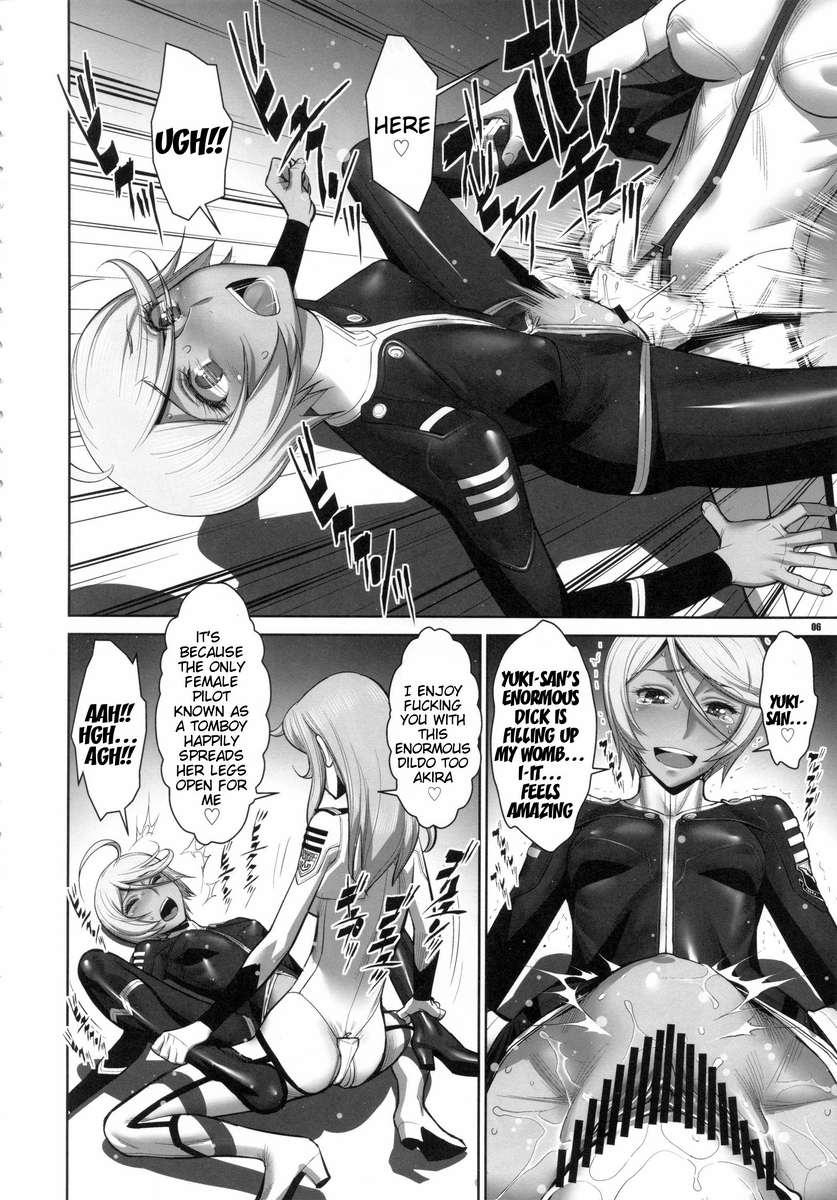 HERE
♡
UGH!!
06
YUKI-
SAN...
♡
YUKI-SAN'S
ENORMOUS
DICK IS
FILLING UP
MY WOMB...
I-IT...
FEELS
AMAZING
I ENJOY
FUCKING
YOU WITH
THIS
ENORMOUS
DILDO TOO
AKIRA
♡
IT'S
BECAUSE
THE ONLY
FEMALE
PILOT
KNOWN AS
A TOMBOY
HAPPILY
SPREADS
HER LEGS
OPEN FOR
ME
♡
AAH!!
HGH...
AGH!!